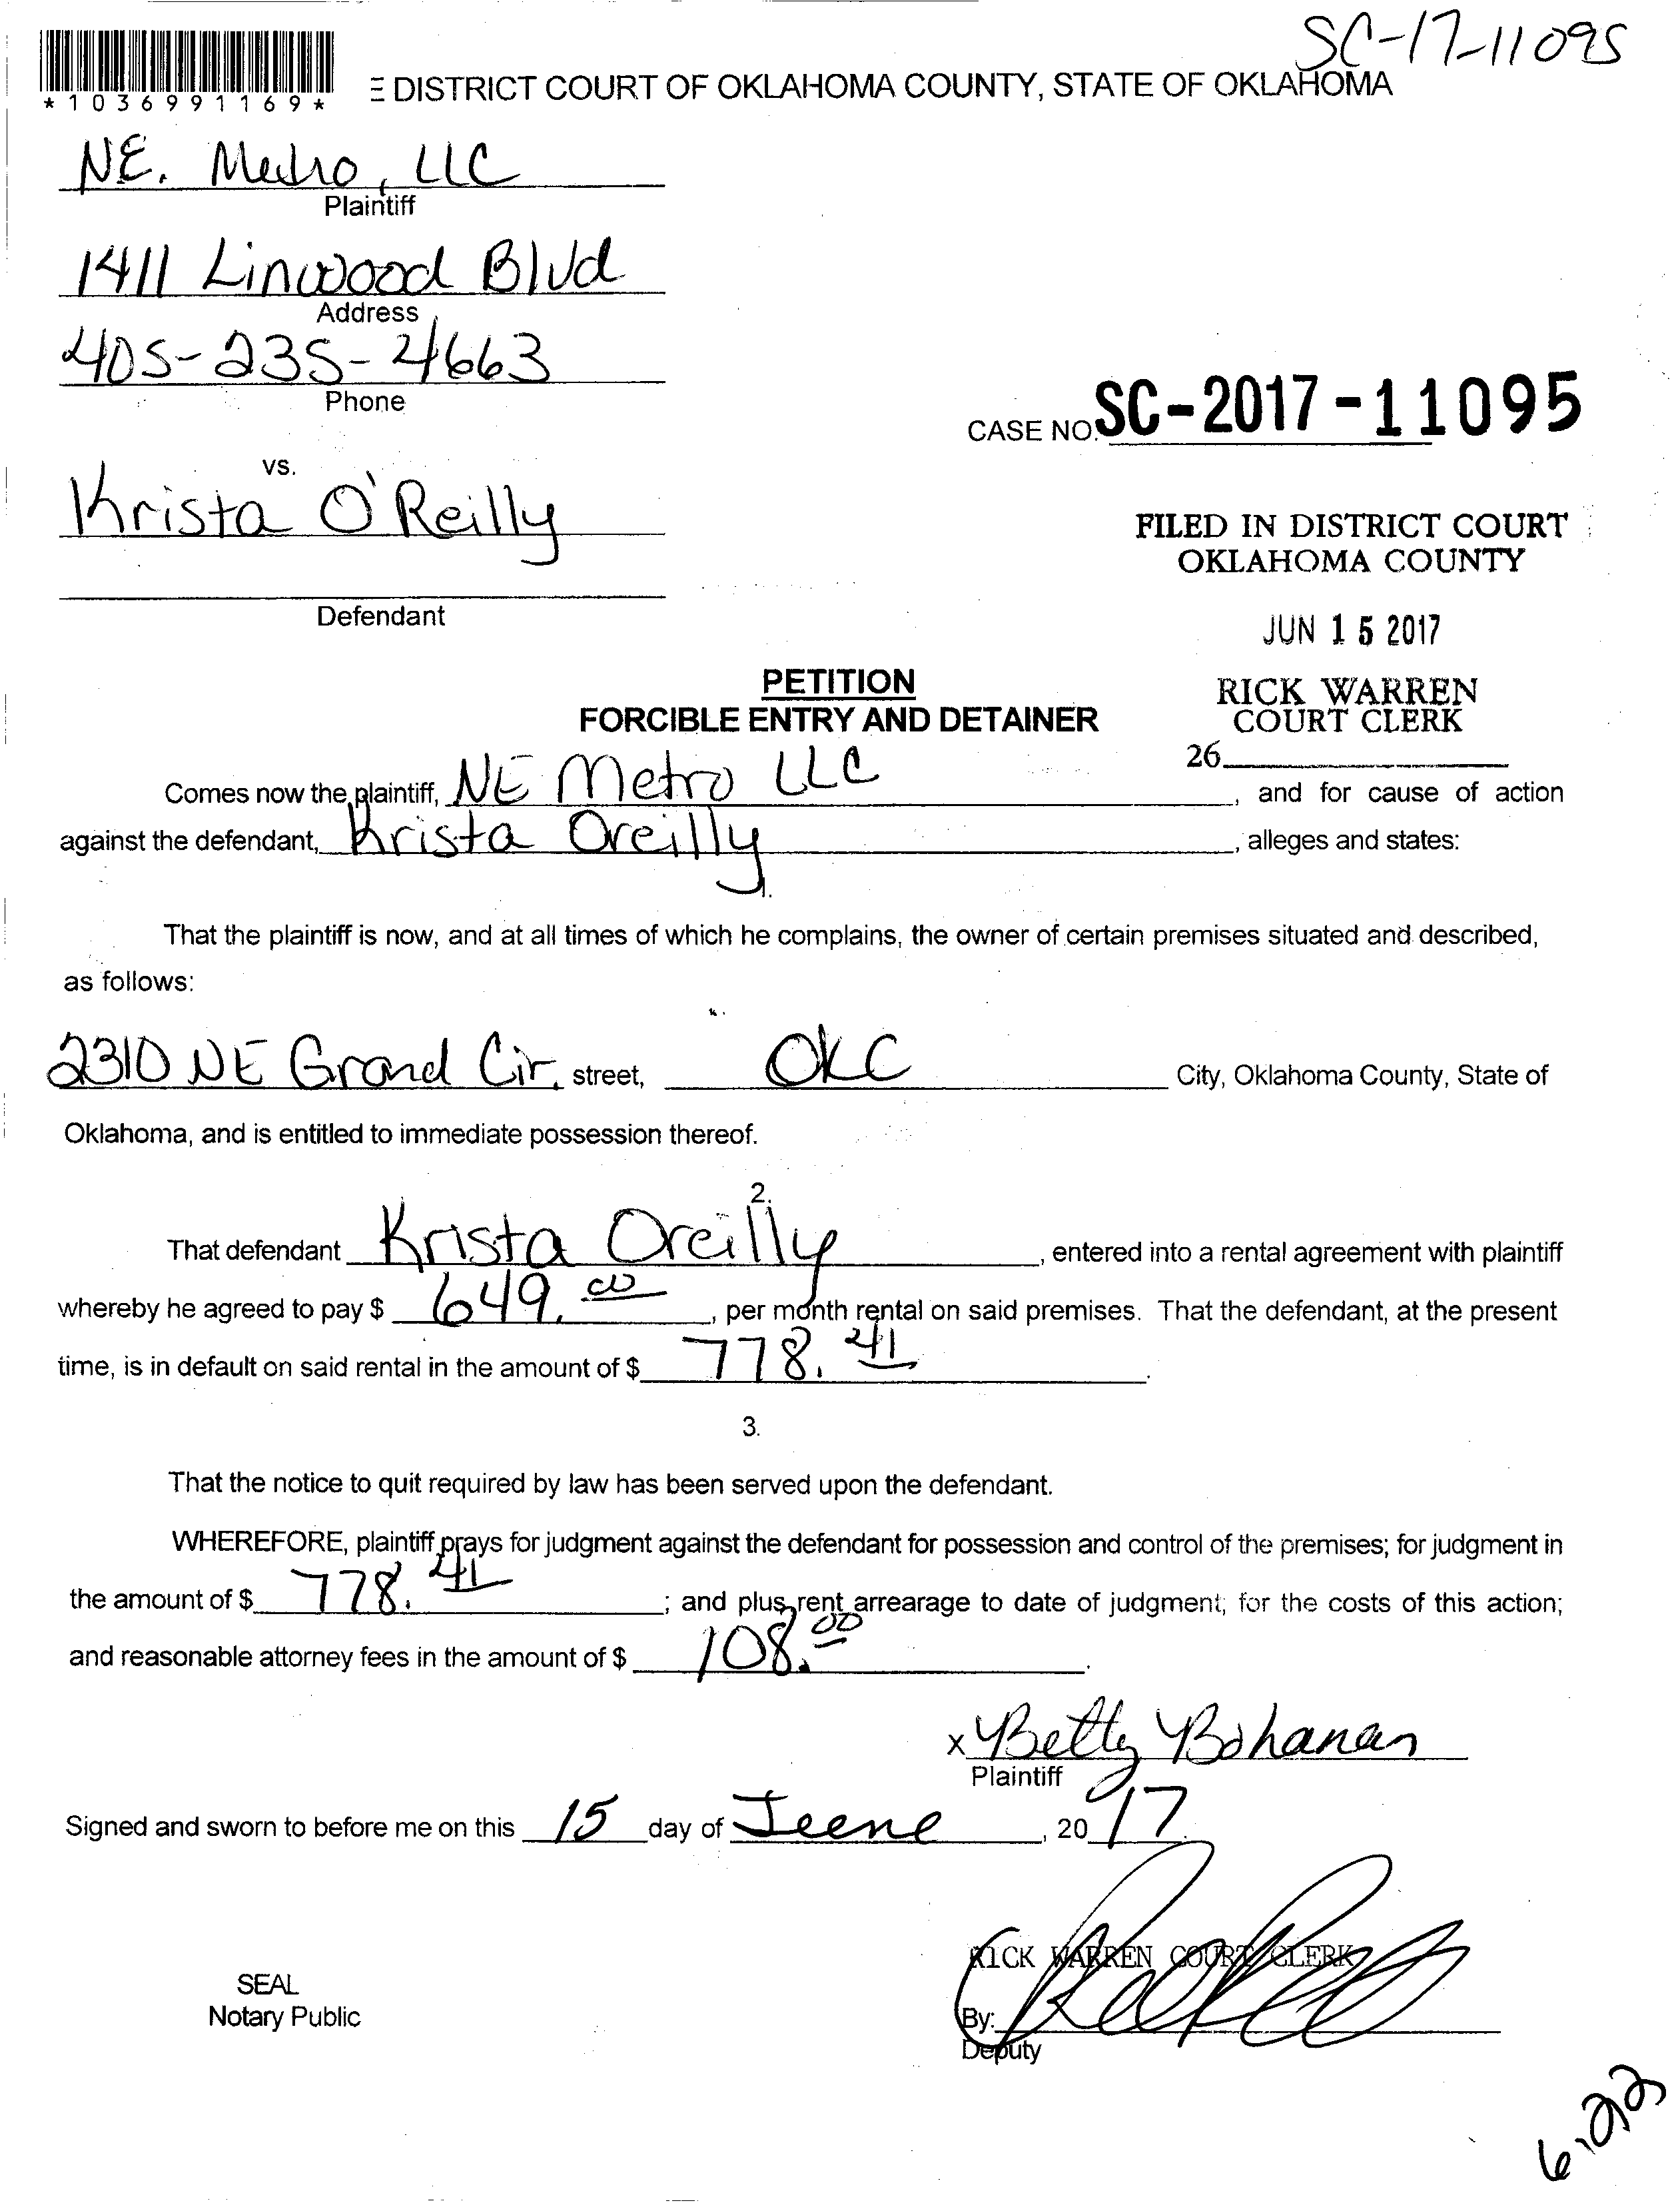 SC-17-11095
*1036991169*
E DISTRICT COURT OF OKLAHOMA COUNTY, STATE OF OKLAHOMA
NE. Metro, LLC
Plaintiff
1411 Linwood Blvd
Address
405-235-4663
Phone
CASE NO. SC-2017-11095
vs.
Krista O'Reilly
FILED IN DISTRICT COURT
OKLAHOMA COUNTY
Defendant
JUN 15 2017
PETITION
FORCIBLE ENTRY AND DETAINER
RICK WARREN
COURT CLERK
26
Comes now the plaintiff, NE Metro LLC, and for cause of action
against the defendant, Krista Oreilly, alleges and states:
1.
That the plaintiff is now, and at all times of which he complains, the owner of certain premises situated and described,
as follows:
2310 NE Grand Cir. street, OKC City, Oklahoma County, State of
Oklahoma, and is entitled to immediate possession thereof.
2.
That defendant Krista Oreilly, entered into a rental agreement with plaintiff
whereby he agreed to pay $ 649.00, per month rental on said premises. That the defendant, at the present
time, is in default on said rental in the amount of $ 778.41.
3.
That the notice to quit required by law has been served upon the defendant.
WHEREFORE, plaintiff prays for judgment against the defendant for possession and control of the premises; for judgment in
the amount of $ 778.41; and plus rent arrearage to date of judgment; for the costs of this action;
and reasonable attorney fees in the amount of $ 108.00.
x Betty Bohanan
Plaintiff
Signed and sworn to before me on this 15 day of June, 2017.
RICK WARREN COURT CLERK
SEAL
Notary Public
By:
Deputy
6.22